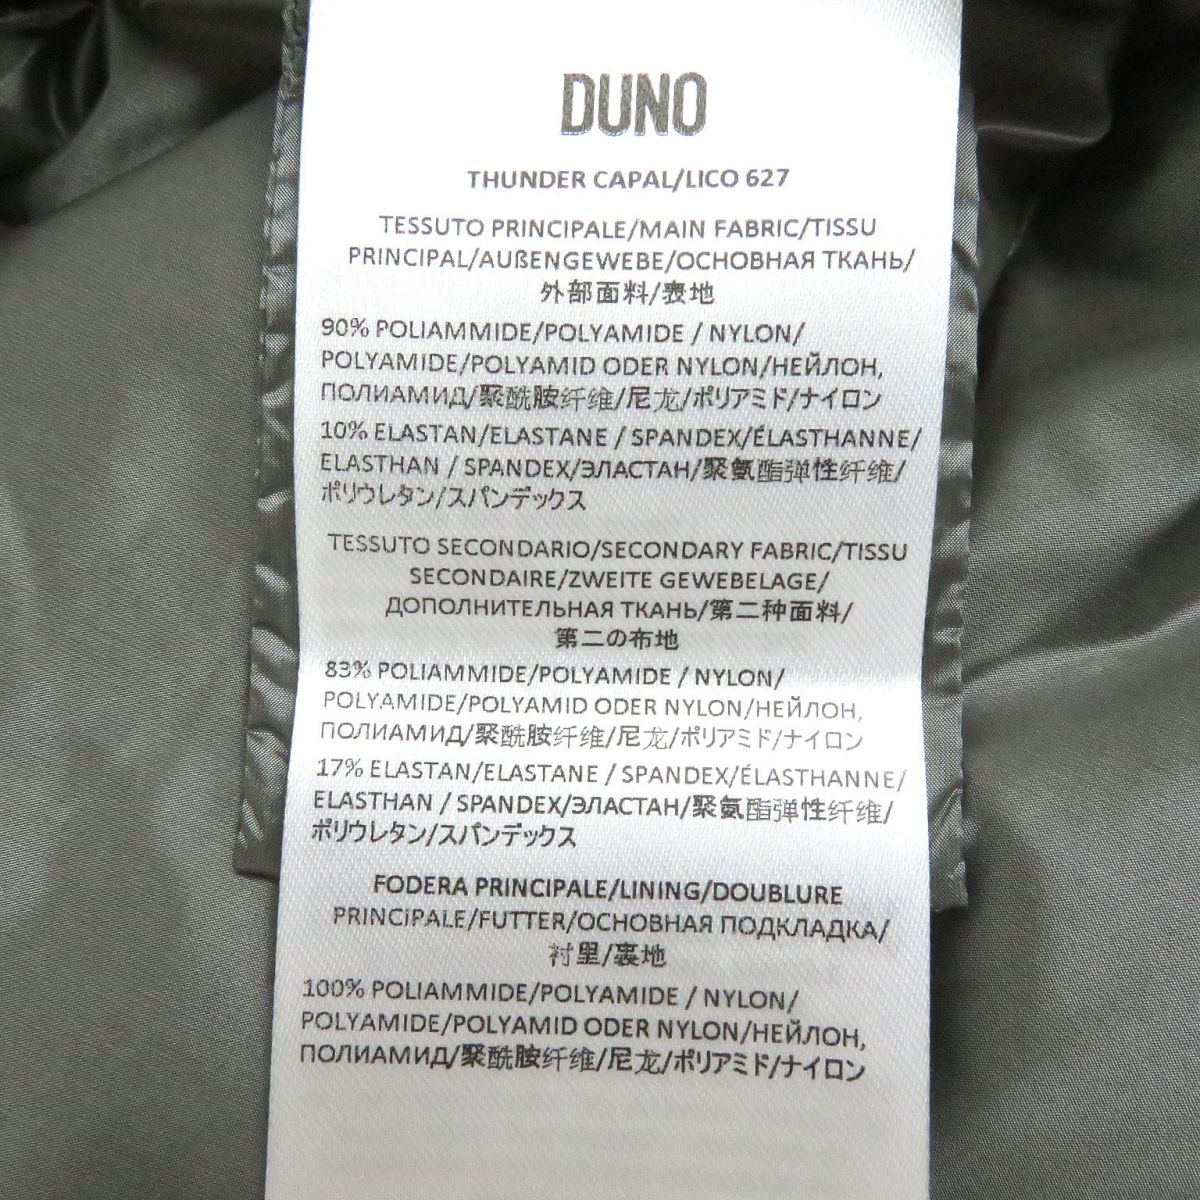 DUNO
THUNDER CAPAL/LICO 627
TESSUTO PRINCIPALE/MAIN FABRIC/TISSU
PRINCIPAL/AUßENGEWEBE/ОСНОВНАЯ ТКАНЬ/
外部面料/表地
90% POLIAMMIDE/POLYAMIDE / NYLON/
POLYAMIDE/POLYAMID ODER NYLON/НЕЙЛОН,
ПОЛИАМИД/聚酰胺纤维/尼龙/ポリアミド/ナイロン
10% ELASTAN/ELASTANE / SPANDEX/ÉLASTHANNE/
ELASTHAN / SPANDEX/ЭЛАСТАН/聚氨酯弹性纤维/
ポリウレタン/スパンデックス
TESSUTO SECONDARIO/SECONDARY FABRIC/TISSU
SECONDAIRE/ZWEITE GEWEBELAGE/
ДОПОЛНИТЕЛЬНАЯ ТКАНЬ/第二种面料/
第二の布地
83% POLIAMMIDE/POLYAMIDE / NYLON/
POLYAMIDE/POLYAMID ODER NYLON/НЕЙЛОН,
ПОЛИАМИД/聚酰胺纤维/尼龙/ポリアミド/ナイロン
17% ELASTAN/ELASTANE / SPANDEX/ÉLASTHANNE/
ELASTHAN / SPANDEX/ЭЛАСТАН/聚氨酯弹性纤维/
ポリウレタン/スパンデックス
FODERA PRINCIPALE/LINING/DOUBLURE
PRINCIPALE/FUTTER/ОСНОВНАЯ ПОДКЛАДКА/
衬里/裏地
100% POLIAMMIDE/POLYAMIDE / NYLON/
POLYAMIDE/POLYAMID ODER NYLON/НЕЙЛОН,
ПОЛИАМИД/聚酰胺纤维/尼龙/ポリアミド/ナイロン